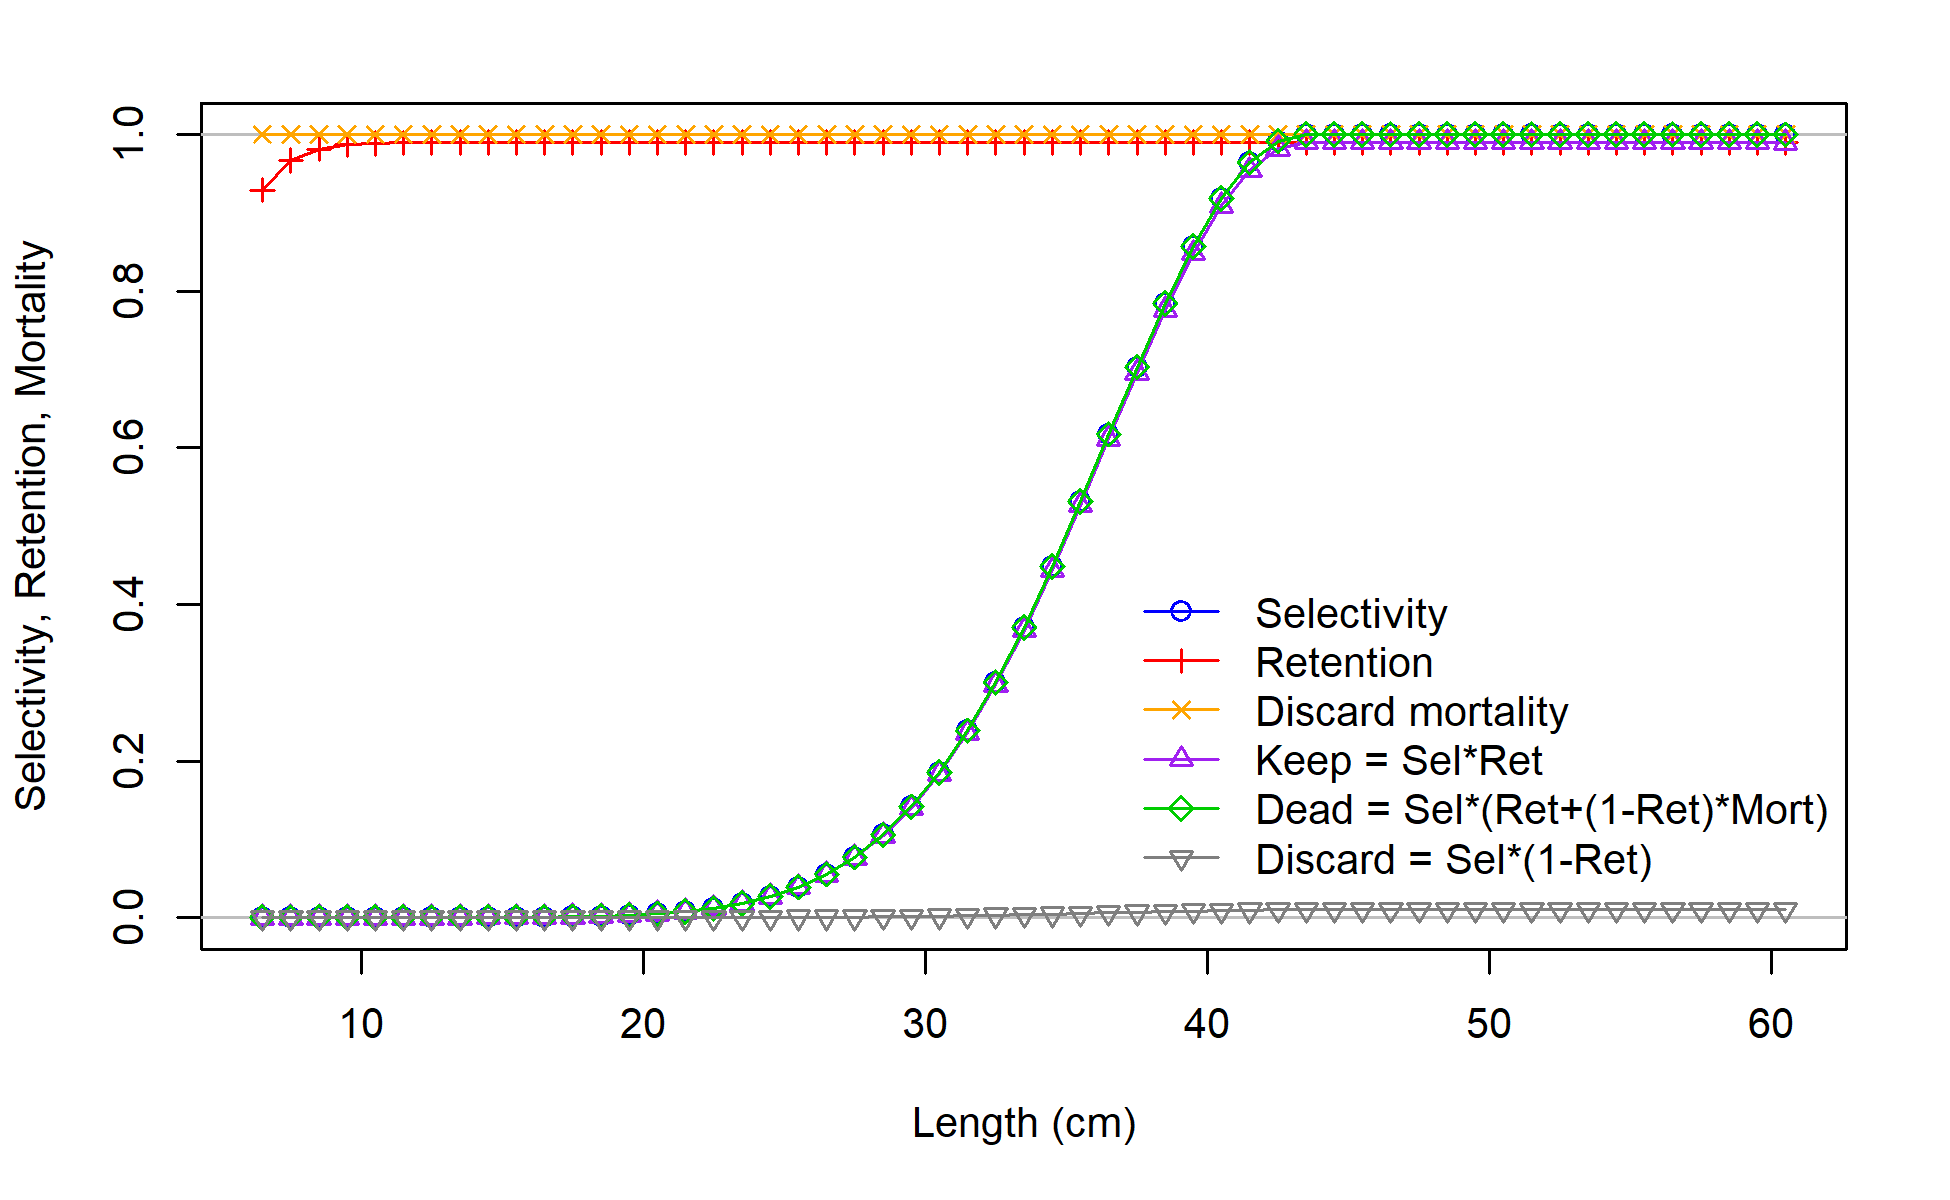 Selectivity, Retention, Mortality
1.0
0.8
0.6
0.4
0.2
0.0
Selectivity
Retention
Discard mortality
Keep = Sel*Ret
Dead = Sel*(Ret+(1-Ret)*Mort)
Discard = Sel*(1-Ret)
10 20 30 40 50 60
Length (cm)